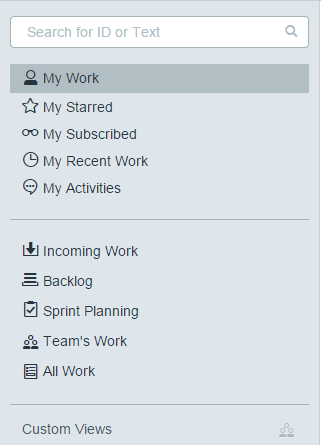 Search for ID or Text
My Work
My Starred
My Subscribed
My Recent Work
My Activities
Incoming Work
Backlog
Sprint Planning
Team's Work
All Work
Custom Views